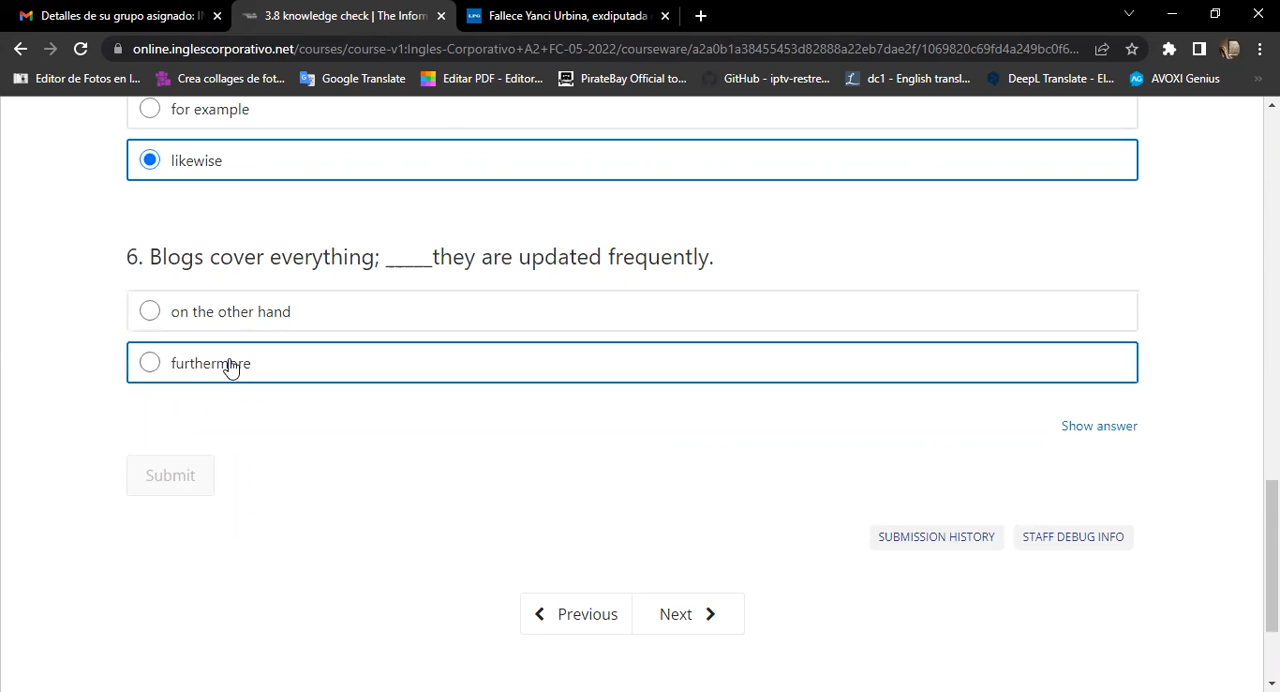 Detalles de su grupo asignado: I
3.8 knowledge check | The Inform
Fallece Yanci Urbina, exdiputada
online.inglescorporativo.net/courses/course-v1:Ingles-Corporativo+A2+FC-05-2022/courseware/a2a0b1a38455453d82888a22eb7dae2f/1069820c69fd4a249bc0f6...
Editor de Fotos en l...
Crea collages de fot...
Google Translate
Editar PDF - Editor...
PirateBay Official to...
GitHub - iptv-restre...
dc1 - English transl...
DeepL Translate - El...
AVOXI Genius
»
for example
likewise
6. Blogs cover everything; _____they are updated frequently.
on the other hand
furthermore
Show answer
Submit
SUBMISSION HISTORY
STAFF DEBUG INFO
Previous
Next